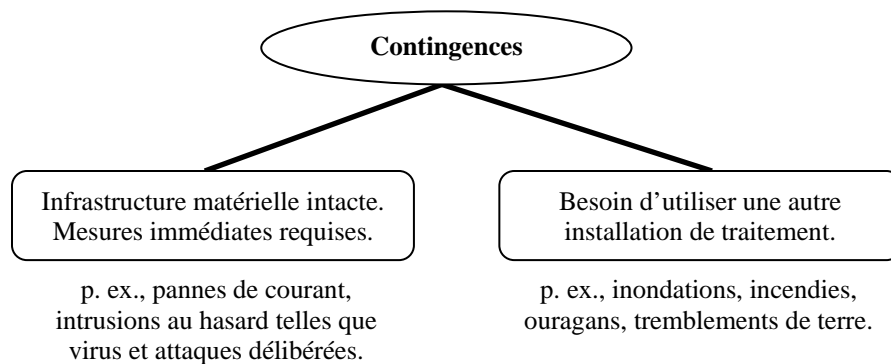 Contingences
Infrastructure matérielle intacte.
Mesures immédiates requises.
p. ex., pannes de courant,
intrusions au hasard telles que
virus et attaques délibérées.
Besoin d’utiliser une autre
installation de traitement.
p. ex., inondations, incendies,
ouragans, tremblements de terre.